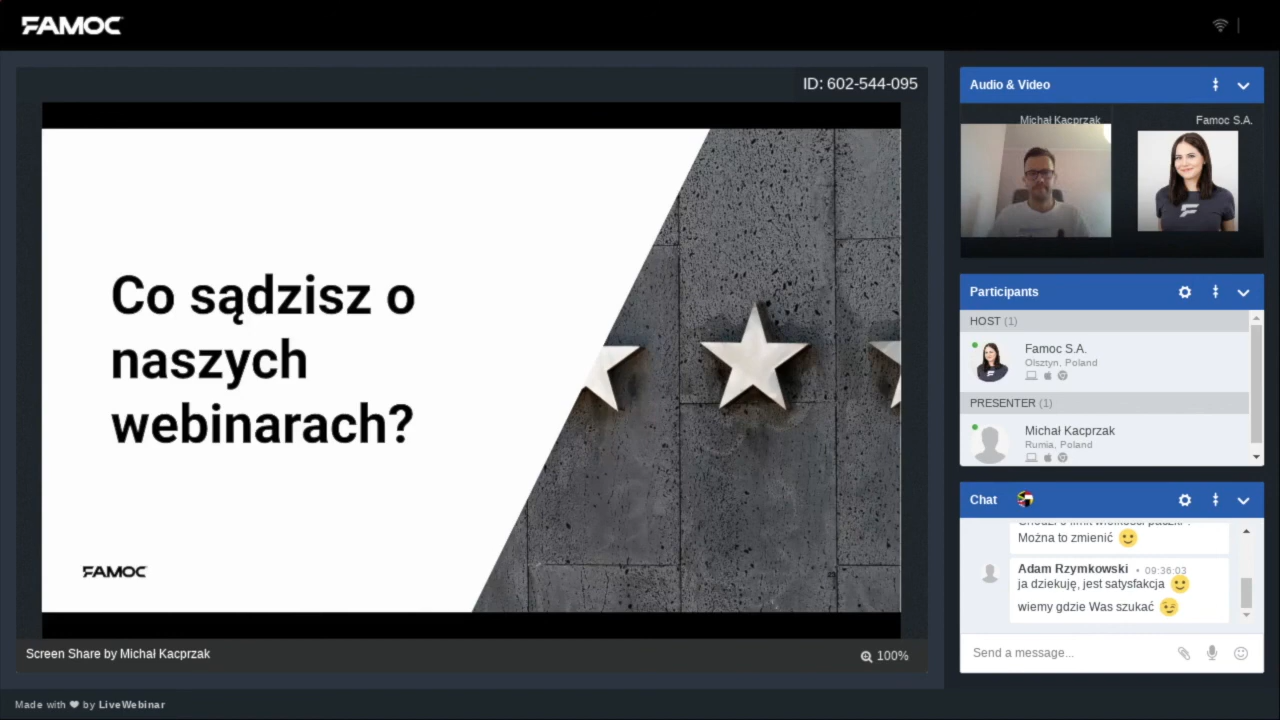 FAMOC
ID: 602-544-095
Co sądzisz o
naszych
webinarach?
FAMOC
Screen Share by Michał Kacprzak
100%
Made with ❤ by LiveWebinar
Audio & Video
Michał Kacprzak
Famoc S.A.
Participants
HOST (1)
Famoc S.A.
Olsztyn, Poland
PRESENTER (1)
Michał Kacprzak
Rumia, Poland
Chat
Można to zmienić 🙂
Adam Rzymkowski • 09:36:03
ja dziekuję, jest satysfakcja 🙂
wiemy gdzie Was szukać 😉
Send a message...